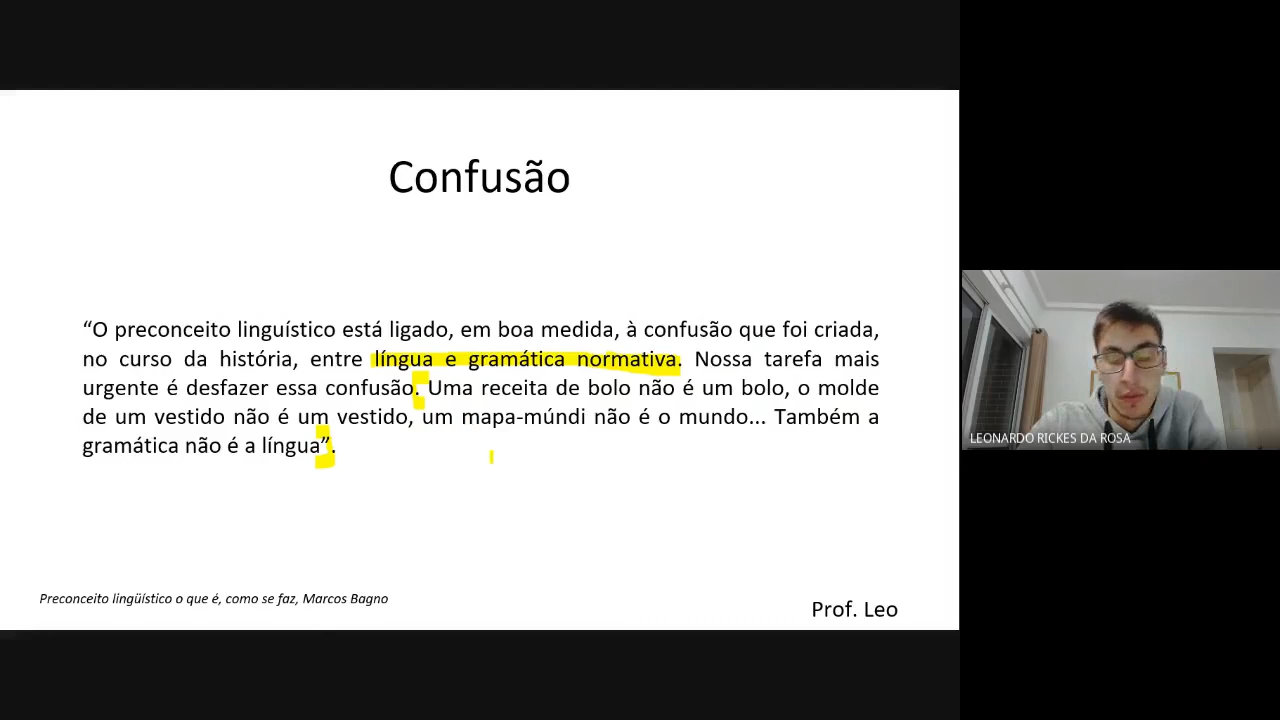 Confusão
“O preconceito linguístico está ligado, em boa medida, à confusão que foi criada,
no curso da história, entre língua e gramática normativa. Nossa tarefa mais
urgente é desfazer essa confusão. Uma receita de bolo não é um bolo, o molde
de um vestido não é um vestido, um mapa-múndi não é o mundo... Também a
gramática não é a língua”.
Preconceito lingüístico o que é, como se faz, Marcos Bagno
Prof. Leo
LEONARDO RICKES DA ROSA